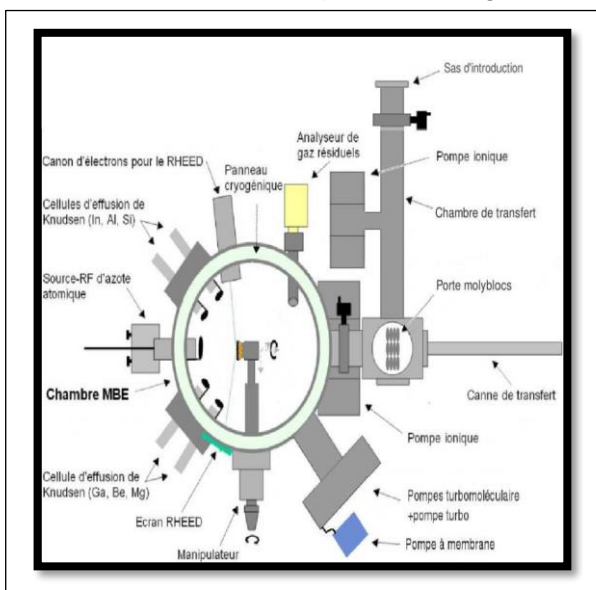 Sas d'introduction
Analyseur de
gaz résiduels
Pompe ionique
Canon d'électrons pour le RHEED
Panneau
cryogénique
Cellules d'effusion de
Knudsen (In, Al, Si)
Chambre de transfert
Source-RF d'azote
atomique
Porte molyblocs
Chambre MBE
Canne de transfert
Pompe ionique
Cellule d'effusion de
Knudsen (Ga, Be, Mg)
Ecran RHEED
Pompes turbomoléculaire
+pompe turbo
Manipulateur
Pompe à membrane